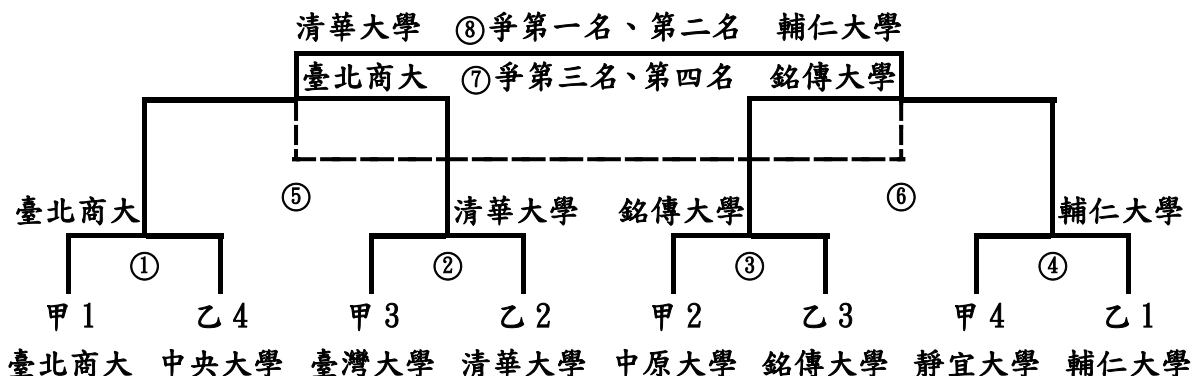 清華大學 ⑧爭第一名、第二名 輔仁大學
臺北商大 ⑦爭第三名、第四名 銘傳大學
⑤ ⑥
臺北商大 清華大學 銘傳大學 輔仁大學
① ② ③ ④
甲1 乙4 甲3 乙2 甲2 乙3 甲4 乙1
臺北商大 中央大學 臺灣大學 清華大學 中原大學 銘傳大學 靜宜大學 輔仁大學